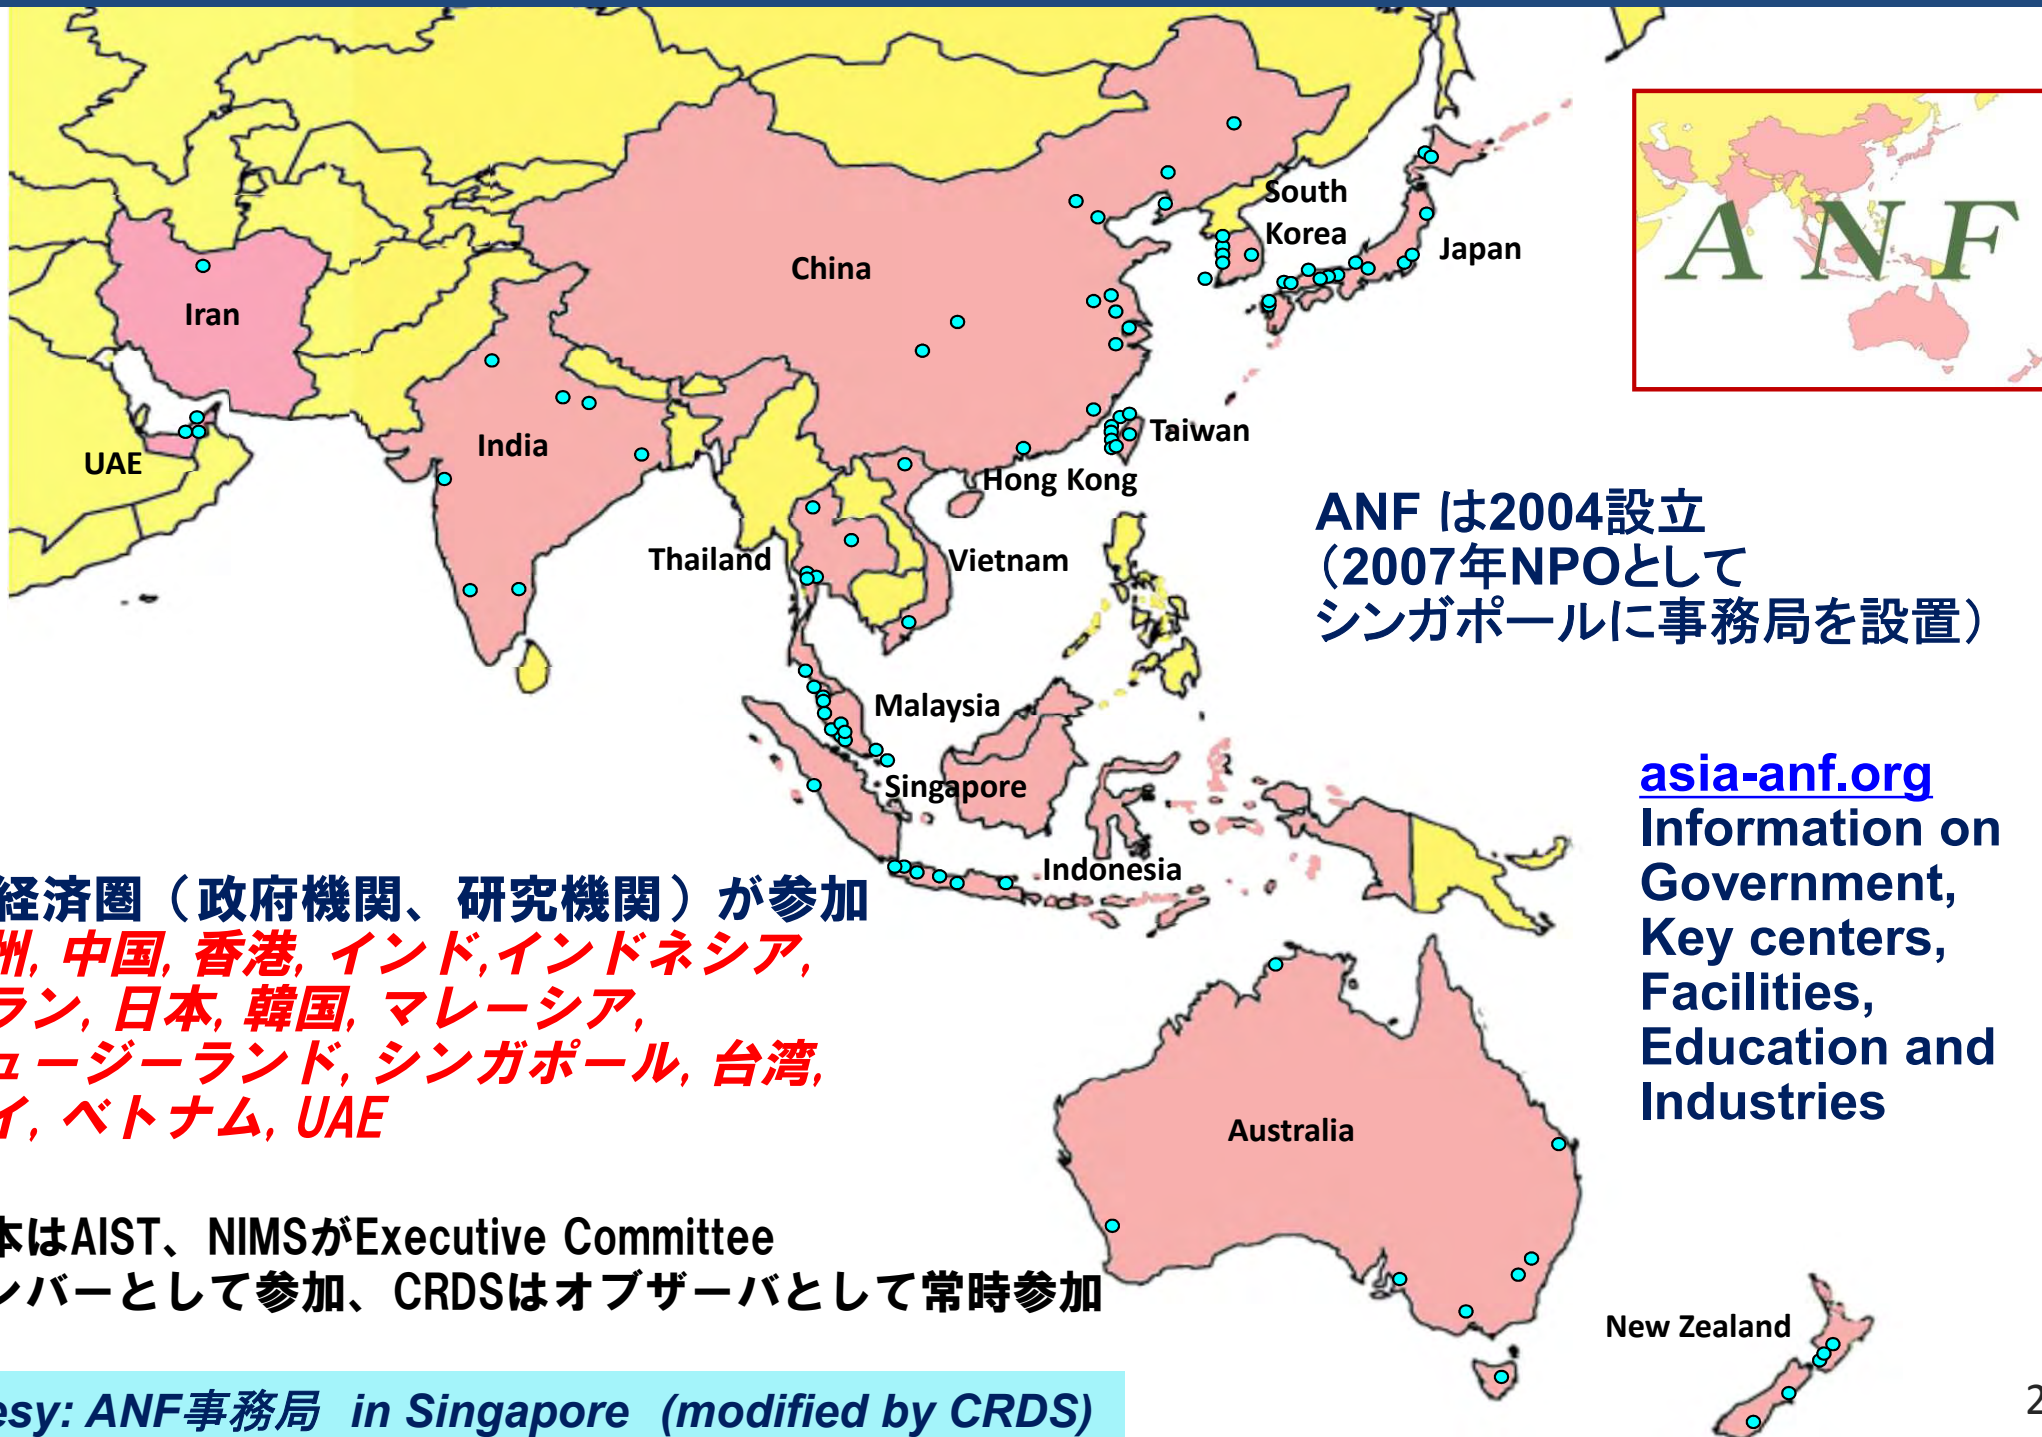 South
Korea
Japan
China
Iran
UAE
India
Taiwan
Hong Kong
Thailand
Vietnam
Malaysia
Singapore
Indonesia
Australia
New Zealand
ANF
ANF は2004設立
（2007年NPOとして
シンガポールに事務局を設置）
asia-anf.org
Information on
Government,
Key centers,
Facilities,
Education and
Industries
経済圏（政府機関、研究機関）が参加
州, 中国, 香港, インド,インドネシア,
ラン, 日本, 韓国, マレーシア,
ュージーランド, シンガポール, 台湾,
イ, ベトナム, UAE
本はAIST、NIMSがExecutive Committee
ンバーとして参加、CRDSはオブザーバとして常時参加
esy: ANF事務局 in Singapore (modified by CRDS)
2